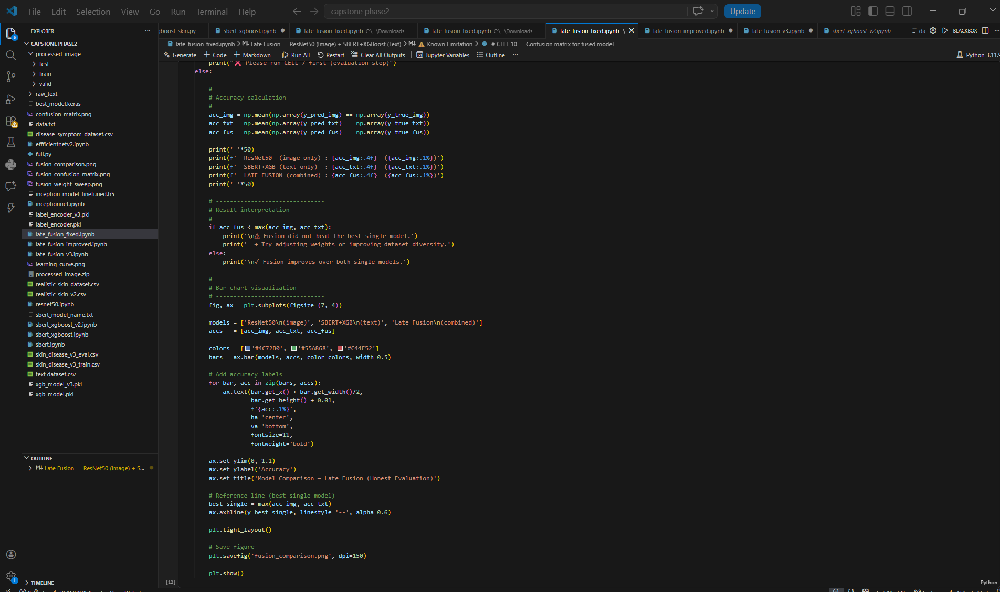 File Edit Selection View Go Run Terminal Help
capstone phase2
Update
EXPLORER
CAPSTONE PHASE2
processed_image
test
train
valid
raw_text
best_model.keras
confusion_matrix.png
data.txt
disease_symptom_dataset.csv
effficientnetv2.ipynb
full.py
fusion_comparison.png
fusion_confusion_matrix.png
fusion_weight_sweep.png
inception_model_finetuned.h5
inceptionnet.ipynb
label_encoder_v3.pkl
label_encoder.pkl
late_fusion_fixed.ipynb
late_fusion_improved.ipynb
late_fusion_v3.ipynb
learning_curve.png
processed_image.zip
realistic_skin_dataset.csv
realistic_skin_v2.csv
resnet50.ipynb
sbert_model_name.txt
sbert_xgboost_v2.ipynb
sbert_xgboost.ipynb
sbert.ipynb
skin_disease_v3_eval.csv
skin_disease_v3_train.csv
text dataset.csv
xgb_model_v3.pkl
xgb_model.pkl
OUTLINE
M↓ Late Fusion — ResNet50 (Image) + S...
TIMELINE
gboost_skin.py sbert_xgboost.ipynb late_fusion_fixed.ipynb C:\...\Downloads late_fusion_fixed.ipynb C:\...\Downloads late_fusion_fixed.ipynb .\ late_fusion_improved.ipynb late_fusion_v3.ipynb sbert_xgboost_v2.ipynb da BLACKBOX
late_fusion_fixed.ipynb > M↓ Late Fusion — ResNet50 (Image) + SBERT+XGBoost (Text) > M↓ ⚠ Known Limitation > # CELL 10 — Confusion matrix for fused model
Generate + Code + Markdown | Run All Restart Clear All Outputs | Jupyter Variables Outline ... Python 3.11.9
print("❌ Please run CELL 7 first (evaluation step)")
else:
# -------------------------------
# Accuracy calculation
# -------------------------------
acc_img = np.mean(np.array(y_pred_img) == np.array(y_true_img))
acc_txt = np.mean(np.array(y_pred_txt) == np.array(y_true_txt))
acc_fus = np.mean(np.array(y_pred_fus) == np.array(y_true_fus))
print('='*50)
print(f'  ResNet50  (image only) : {acc_img:.4f}  ({acc_img:.1%})')
print(f'  SBERT+XGB (text only)  : {acc_txt:.4f}  ({acc_txt:.1%})')
print(f'  LATE FUSION (combined) : {acc_fus:.4f}  ({acc_fus:.1%})')
print('='*50)
# -------------------------------
# Result interpretation
# -------------------------------
if acc_fus < max(acc_img, acc_txt):
print('\n⚠ Fusion did not beat the best single model.')
print('  → Try adjusting weights or improving dataset diversity.')
else:
print('\n✓ Fusion improves over both single models.')
# -------------------------------
# Bar chart visualization
# -------------------------------
fig, ax = plt.subplots(figsize=(7, 4))
models = ['ResNet50\n(image)', 'SBERT+XGB\n(text)', 'Late Fusion\n(combined)']
accs   = [acc_img, acc_txt, acc_fus]
colors = ['#4C72B0', '#55A868', '#C44E52']
bars = ax.bar(models, accs, color=colors, width=0.5)
# Add accuracy labels
for bar, acc in zip(bars, accs):
ax.text(bar.get_x() + bar.get_width()/2,
bar.get_height() + 0.01,
f'{acc:.1%}',
ha='center',
va='bottom',
fontsize=11,
fontweight='bold')
ax.set_ylim(0, 1.1)
ax.set_ylabel('Accuracy')
ax.set_title('Model Comparison — Late Fusion (Honest Evaluation)')
# Reference line (best single model)
best_single = max(acc_img, acc_txt)
ax.axhline(y=best_single, linestyle='--', alpha=0.6)
plt.tight_layout()
# Save figure
plt.savefig('fusion_comparison.png', dpi=150)
plt.show()
[12]
Python